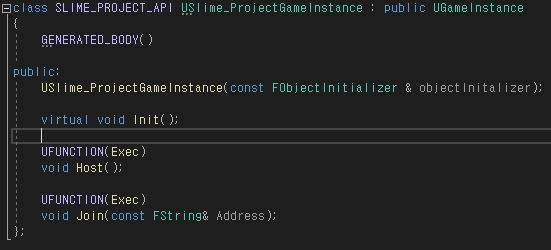 class SLIME_PROJECT_API USlime_ProjectGameInstance : public UGameInstance
{
GENERATED_BODY()
public:
USlime_ProjectGameInstance(const FObjectInitializer & objectInitalizer);
virtual void Init();
UFUNCTION(Exec)
void Host();
UFUNCTION(Exec)
void Join(const FString& Address);
};